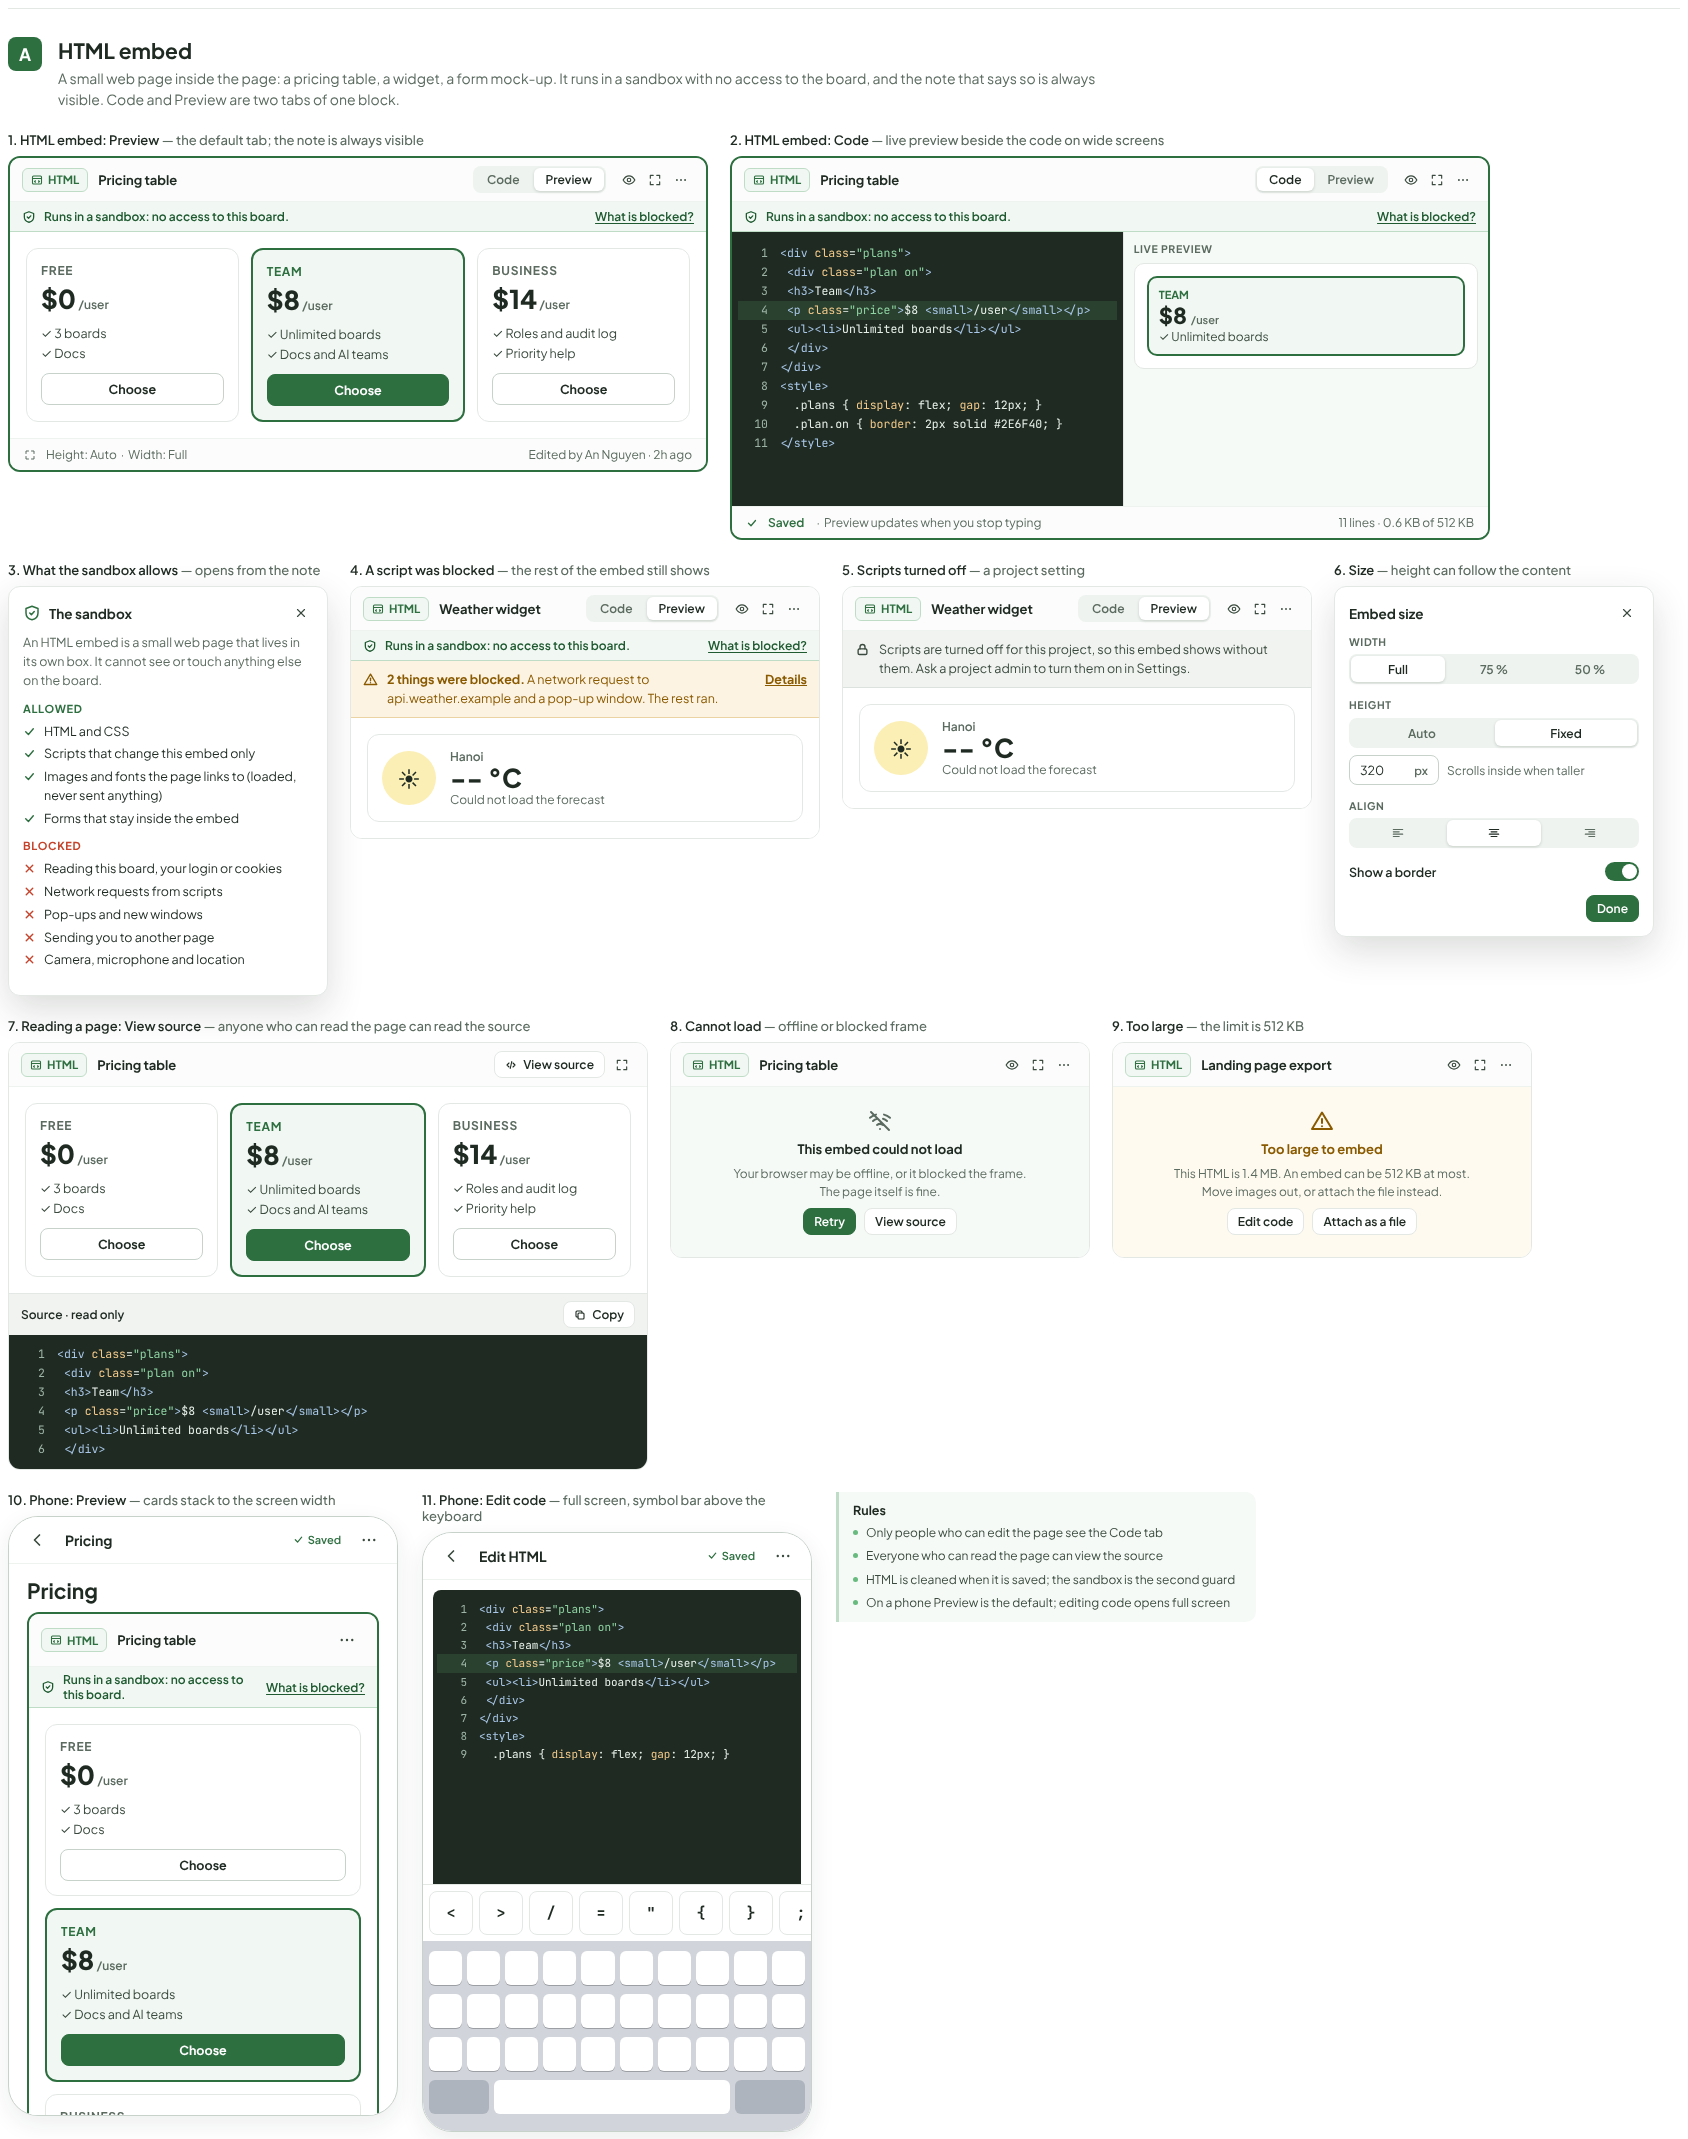 A
HTML embed
A small web page inside the page: a pricing table, a widget, a form mock-up. It runs in a sandbox with no access to the board, and the note that says so is always
visible. Code and Preview are two tabs of one block.
1. HTML embed: Preview — the default tab; the note is always visible
HTML Pricing table Code Preview
Runs in a sandbox: no access to this board. What is blocked?
FREE
$0 /user
✓ 3 boards
✓ Docs
Choose
TEAM
$8 /user
✓ Unlimited boards
✓ Docs and AI teams
Choose
BUSINESS
$14 /user
✓ Roles and audit log
✓ Priority help
Choose
Height: Auto · Width: Full Edited by An Nguyen · 2h ago
2. HTML embed: Code — live preview beside the code on wide screens
HTML Pricing table Code Preview
Runs in a sandbox: no access to this board. What is blocked?
1 <div class="plans">
2 <div class="plan on">
3 <h3>Team</h3>
4 <p class="price">$8 <small>/user</small></p>
5 <ul><li>Unlimited boards</li></ul>
6 </div>
7 </div>
8 <style>
9 .plans { display: flex; gap: 12px; }
10 .plan.on { border: 2px solid #2E6F40; }
11 </style>
LIVE PREVIEW
TEAM
$8 /user
✓ Unlimited boards
✓ Saved · Preview updates when you stop typing 11 lines · 0.6 KB of 512 KB
3. What the sandbox allows — opens from the note
The sandbox
An HTML embed is a small web page that lives in
its own box. It cannot see or touch anything else
on the board.
ALLOWED
HTML and CSS
Scripts that change this embed only
Images and fonts the page links to (loaded,
never sent anything)
Forms that stay inside the embed
BLOCKED
Reading this board, your login or cookies
Network requests from scripts
Pop-ups and new windows
Sending you to another page
Camera, microphone and location
4. A script was blocked — the rest of the embed still shows
HTML Weather widget Code Preview
Runs in a sandbox: no access to this board. What is blocked?
2 things were blocked. A network request to
api.weather.example and a pop-up window. The rest ran.
Details
Hanoi
-- °C
Could not load the forecast
5. Scripts turned off — a project setting
HTML Weather widget Code Preview
Scripts are turned off for this project, so this embed shows without
them. Ask a project admin to turn them on in Settings.
Hanoi
-- °C
Could not load the forecast
6. Size — height can follow the content
Embed size
WIDTH
Full 75 % 50 %
HEIGHT
Auto Fixed
320 px Scrolls inside when taller
ALIGN
Show a border
Done
7. Reading a page: View source — anyone who can read the page can read the source
HTML Pricing table View source
FREE
$0 /user
✓ 3 boards
✓ Docs
Choose
TEAM
$8 /user
✓ Unlimited boards
✓ Docs and AI teams
Choose
BUSINESS
$14 /user
✓ Roles and audit log
✓ Priority help
Choose
Source · read only Copy
1 <div class="plans">
2 <div class="plan on">
3 <h3>Team</h3>
4 <p class="price">$8 <small>/user</small></p>
5 <ul><li>Unlimited boards</li></ul>
6 </div>
8. Cannot load — offline or blocked frame
HTML Pricing table
This embed could not load
Your browser may be offline, or it blocked the frame.
The page itself is fine.
Retry View source
9. Too large — the limit is 512 KB
HTML Landing page export
Too large to embed
This HTML is 1.4 MB. An embed can be 512 KB at most.
Move images out, or attach the file instead.
Edit code Attach as a file
10. Phone: Preview — cards stack to the screen width
Pricing ✓ Saved
Pricing
HTML Pricing table
Runs in a sandbox: no access to
this board.
What is blocked?
FREE
$0 /user
✓ 3 boards
✓ Docs
Choose
TEAM
$8 /user
✓ Unlimited boards
✓ Docs and AI teams
Choose
BUSINESS
11. Phone: Edit code — full screen, symbol bar above the
keyboard
Edit HTML ✓ Saved
1 <div class="plans">
2 <div class="plan on">
3 <h3>Team</h3>
4 <p class="price">$8 <small>/user</small></p>
5 <ul><li>Unlimited boards</li></ul>
6 </div>
7 </div>
8 <style>
9 .plans { display: flex; gap: 12px; }
< > / = " { } ;
Rules
Only people who can edit the page see the Code tab
Everyone who can read the page can view the source
HTML is cleaned when it is saved; the sandbox is the second guard
On a phone Preview is the default; editing code opens full screen